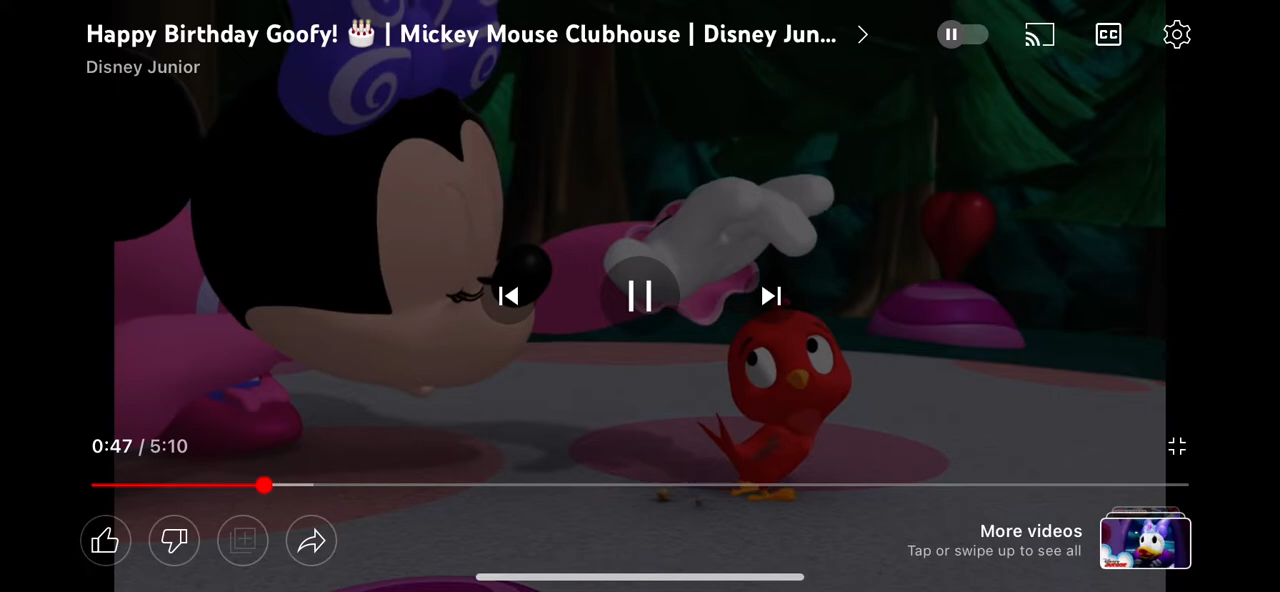 Happy Birthday Goofy! 🎂 | Mickey Mouse Clubhouse | Disney Jun...
Disney Junior
CC
0:47 / 5:10
More videos
Tap or swipe up to see all